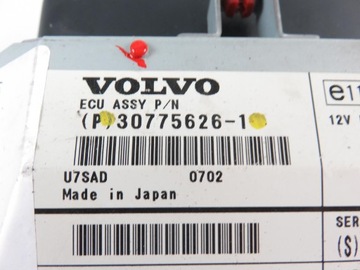 VOLVO
ECU ASSY P/N
(P)30775626-1
e11
12V
U7SAD 0702
Made in Japan
SER
(S)